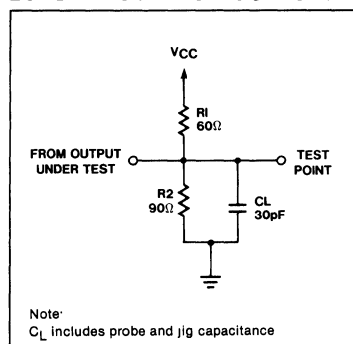 VCC
RI
60Ω
FROM OUTPUT
UNDER TEST
TEST
POINT
R2
90Ω
CL
30pF
Note·
CL includes probe and jig capacitance